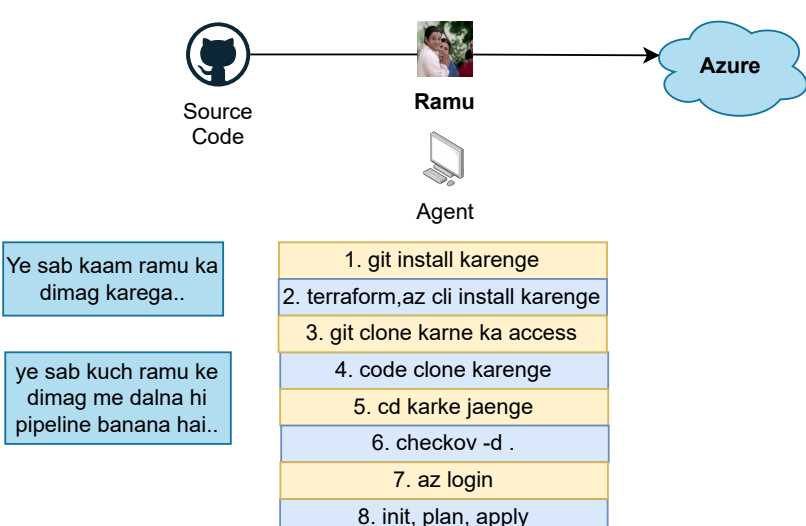 Azure
Source
Code
Ramu
Agent
Ye sab kaam ramu ka
dimag karega..
ye sab kuch ramu ke
dimag me dalna hi
pipeline banana hai..
1. git install karenge
2. terraform,az cli install karenge
3. git clone karne ka access
4. code clone karenge
5. cd karke jaenge
6. checkov -d .
7. az login
8. init, plan, apply